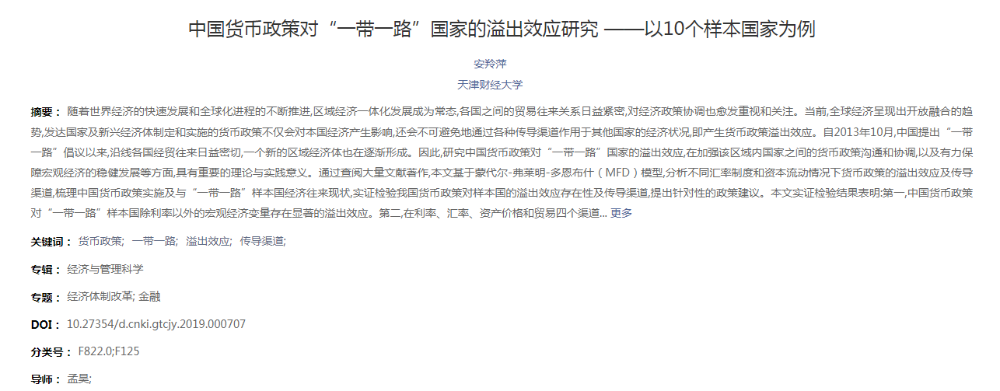 中国货币政策对“一带一路”国家的溢出效应研究 ——以10个样本国家为例
安羚萍
天津财经大学
摘要： 随着世界经济的快速发展和全球化进程的不断推进,区域经济一体化发展成为常态,各国之间的贸易往来关系日益紧密,对经济政策协调也愈发重视和关注。当前,全球经济呈现出开放融合的趋
势,发达国家及新兴经济体制定和实施的货币政策不仅会对本国经济产生影响,还会不可避免地通过各种传导渠道作用于其他国家的经济状况,即产生货币政策溢出效应。自2013年10月,中国提出“一带
一路”倡议以来,沿线各国经贸往来日益密切,一个新的区域经济体也在逐渐形成。因此,研究中国货币政策对“一带一路”国家的溢出效应,在加强该区域内国家之间的货币政策沟通和协调,以及有力保
障宏观经济的稳健发展等方面,具有重要的理论与实践意义。通过查阅大量文献著作,本文基于蒙代尔-弗莱明-多恩布什（MFD）模型,分析不同汇率制度和资本流动情况下货币政策的溢出效应及传导
渠道,梳理中国货币政策实施及与“一带一路”样本国经济往来现状,实证检验我国货币政策对样本国的溢出效应存在性及传导渠道,提出针对性的政策建议。本文实证检验结果表明:第一,中国货币政策
对“一带一路”样本国除利率以外的宏观经济变量存在显著的溢出效应。第二,在利率、汇率、资产价格和贸易四个渠道... 更多
关键词： 货币政策; 一带一路; 溢出效应; 传导渠道;
专辑： 经济与管理科学
专题： 经济体制改革; 金融
DOI： 10.27354/d.cnki.gtcjy.2019.000707
分类号： F822.0;F125
导师： 孟昊;